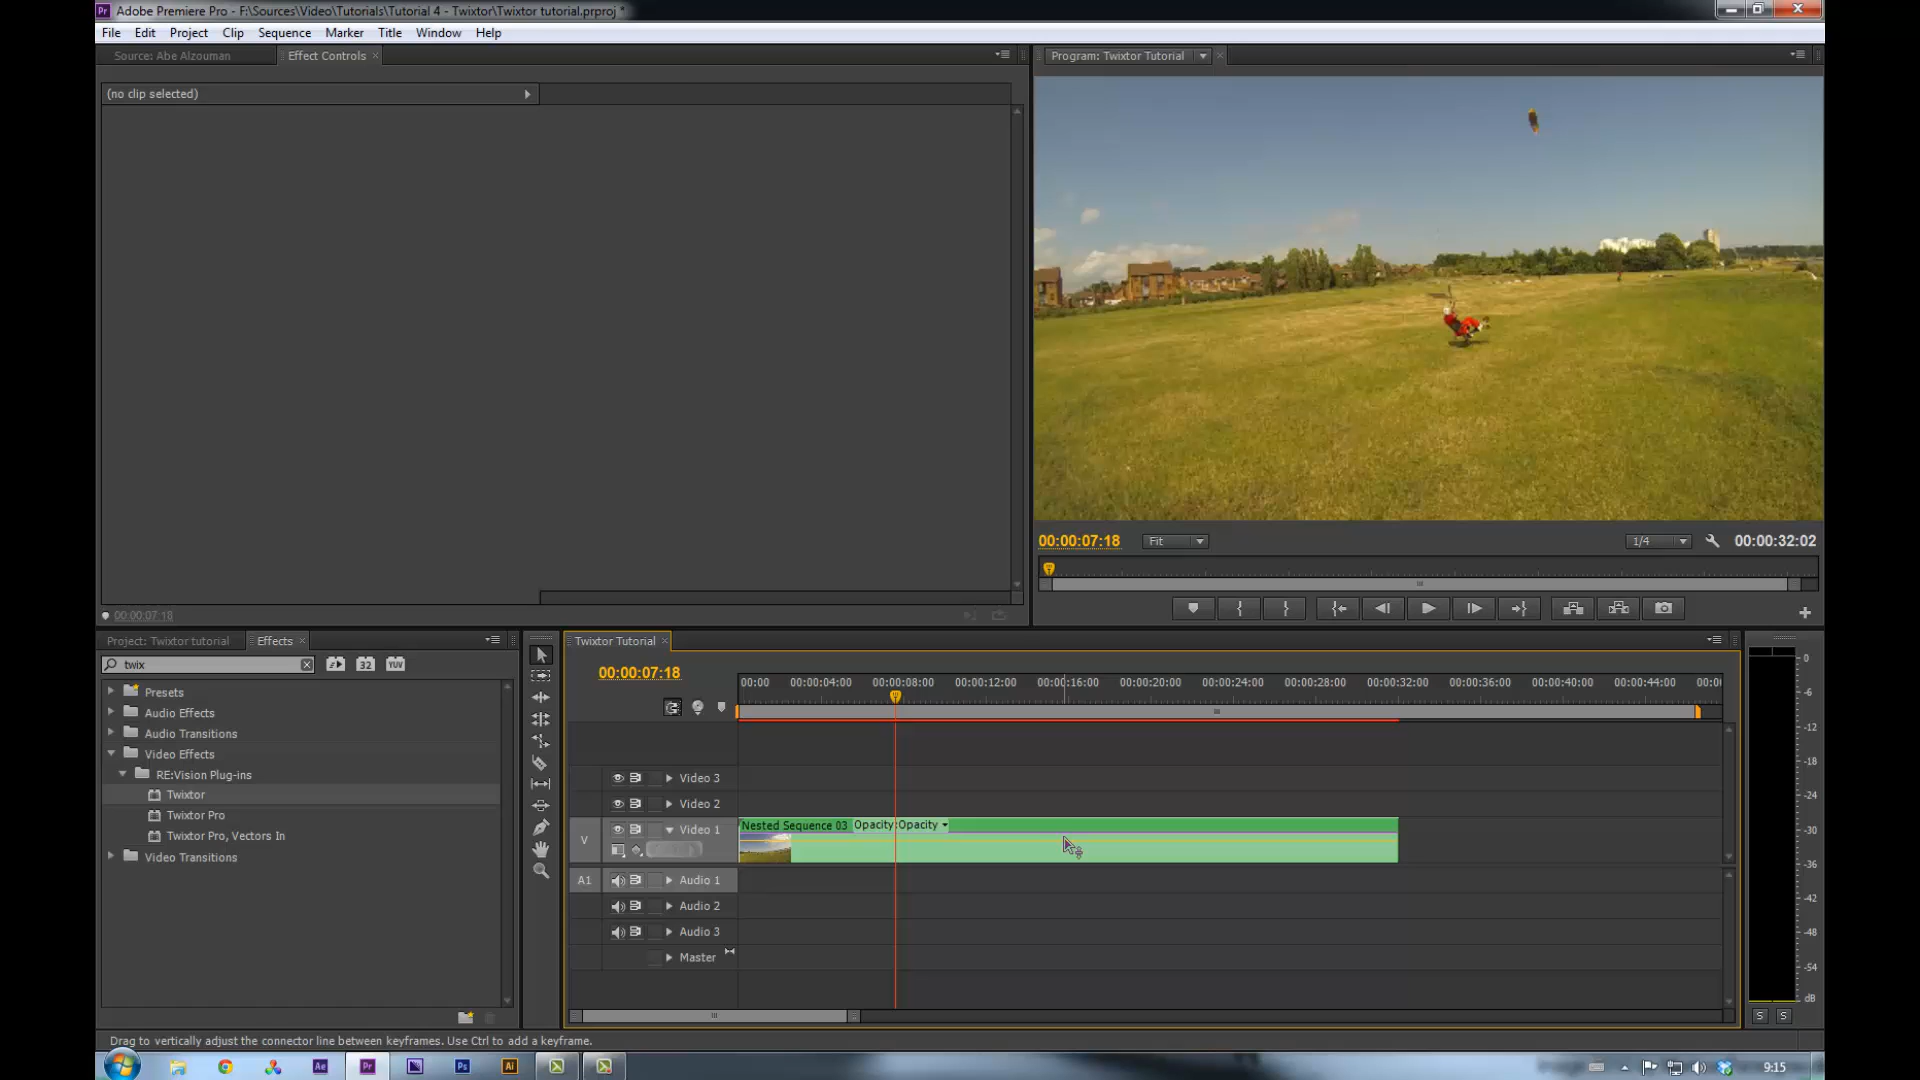 Adobe Premiere Pro - F:\Sources\Video\Tutorials\Tutorial 4 - Twixtor\Twixtor tutorial.prproj *
File Edit Project Clip Sequence Marker Title Window Help
Source: Abe Alzouman
Effect Controls
Program: Twixtor Tutorial
(no clip selected)
00:00:07:18
Fit
1/4
00:00:32:02
00:00:07:18
Project: Twixtor tutorial
Effects
twix
32
YUV
Presets
Audio Effects
Audio Transitions
Video Effects
RE:Vision Plug-ins
Twixtor
Twixtor Pro
Twixtor Pro, Vectors In
Video Transitions
Twixtor Tutorial
00:00:07:18
00:00 00:00:04:00 00:00:08:00 00:00:12:00 00:00:16:00 00:00:20:00 00:00:24:00 00:00:28:00 00:00:32:00 00:00:36:00 00:00:40:00 00:00:44:00
Video 3
Video 2
V
Video 1
Nested Sequence 03 Opacity:Opacity
A1
Audio 1
Audio 2
Audio 3
Master
0
-6
-12
-18
-24
-30
-36
-42
-48
-54
dB
S S
Drag to vertically adjust the connector line between keyframes. Use Ctrl to add a keyframe.
Ae Pr Ps Ai
9:15